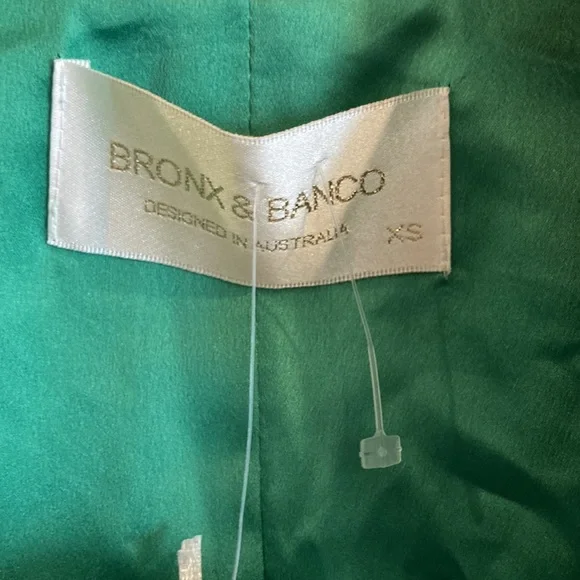 BRONX & BANCO
DESIGNED IN AUSTRALIA XS